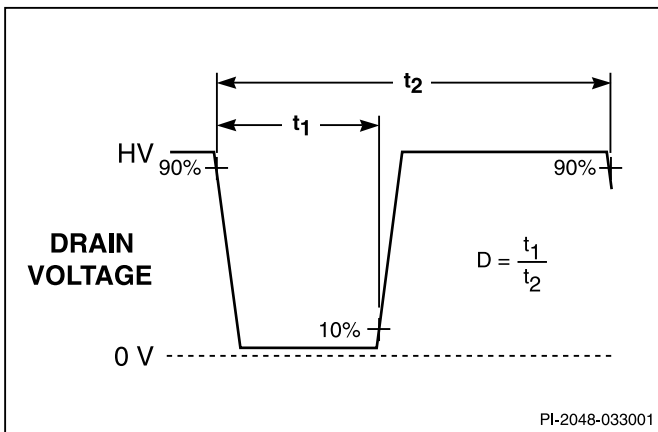 t2
t1
HV
90%
90%
DRAIN
VOLTAGE
D = t1/t2
10%
0 V
PI-2048-033001